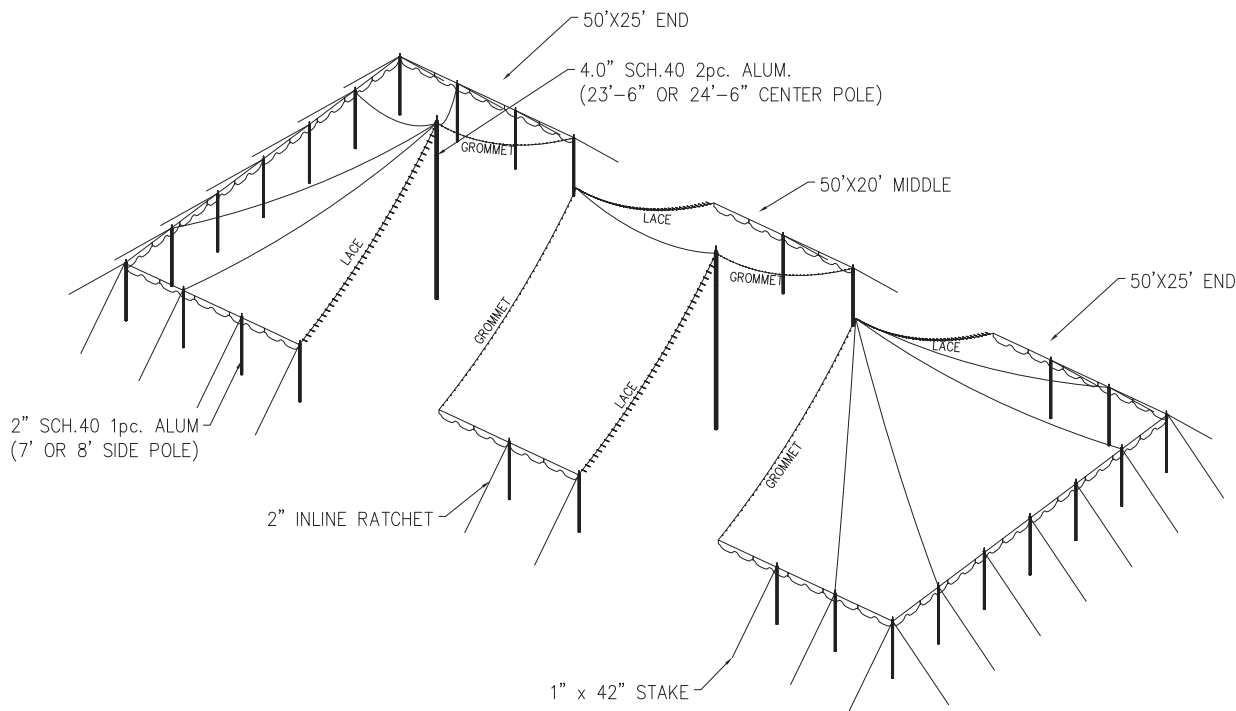 50'X25' END
4.0" SCH.40 2pc. ALUM.
(23'-6" OR 24'-6" CENTER POLE)
GROMMET
50'X20' MIDDLE
LACE
LACE
GROMMET
50'X25' END
GROMMET
LACE
LACE
2" SCH.40 1pc. ALUM
(7' OR 8' SIDE POLE)
GROMMET
2" INLINE RATCHET
1" x 42" STAKE